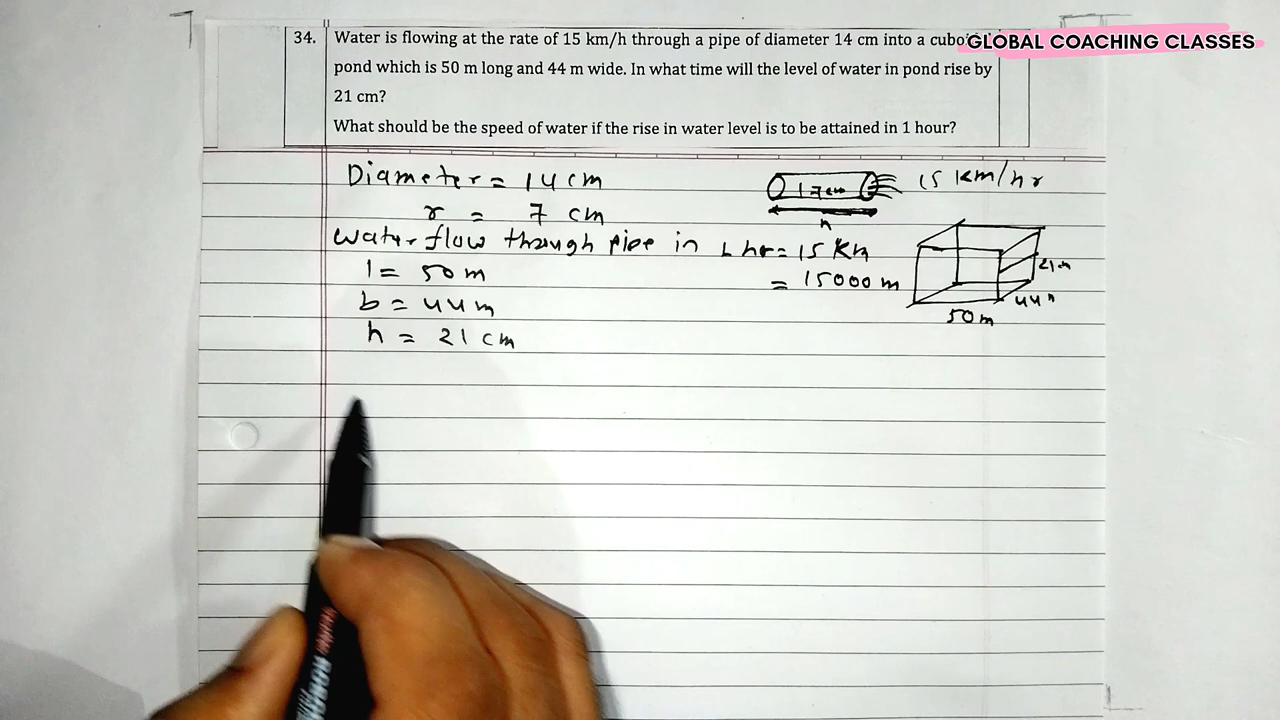 GLOBAL COACHING CLASSES
34. Water is flowing at the rate of 15 km/h through a pipe of diameter 14 cm into a
pond which is 50 m long and 44 m wide. In what time will the level of water in pond rise by
21 cm?
What should be the speed of water if the rise in water level is to be attained in 1 hour?
Diameter = 14 cm
15 km/hr
r = 7 cm
h
Water flow through pipe in 1 hr = 15 Km
= 15000 m
l = 50 m
21
b = 44 m
44
50 m
h = 21 cm